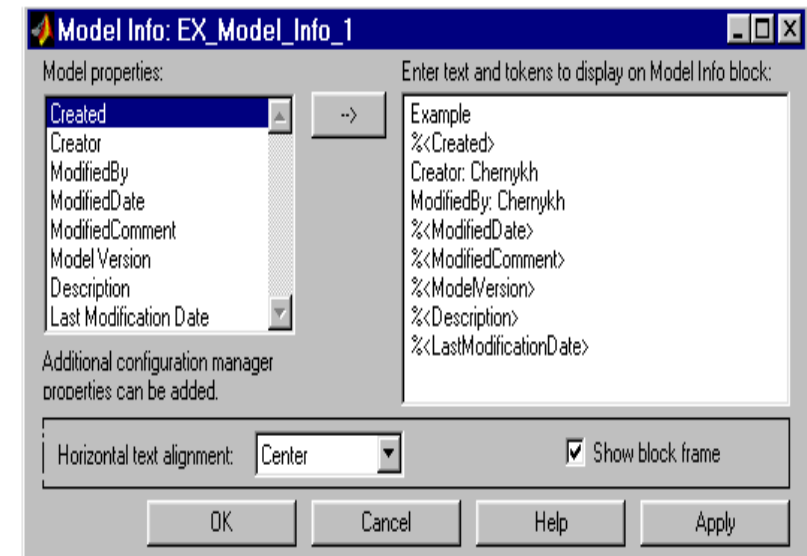 Model Info: EX_Model_Info_1
Model properties:
Enter text and tokens to display on Model Info block:
Created
Creator
ModifiedBy
ModifiedDate
ModifiedComment
Model Version
Description
Last Modification Date
-->
Example
%<Created>
Creator: Chernykh
ModifiedBy: Chernykh
%<ModifiedDate>
%<ModifiedComment>
%<ModelVersion>
%<Description>
%<LastModificationDate>
Additional configuration manager
properties can be added.
Horizontal text alignment: Center
Show block frame
OK Cancel Help Apply